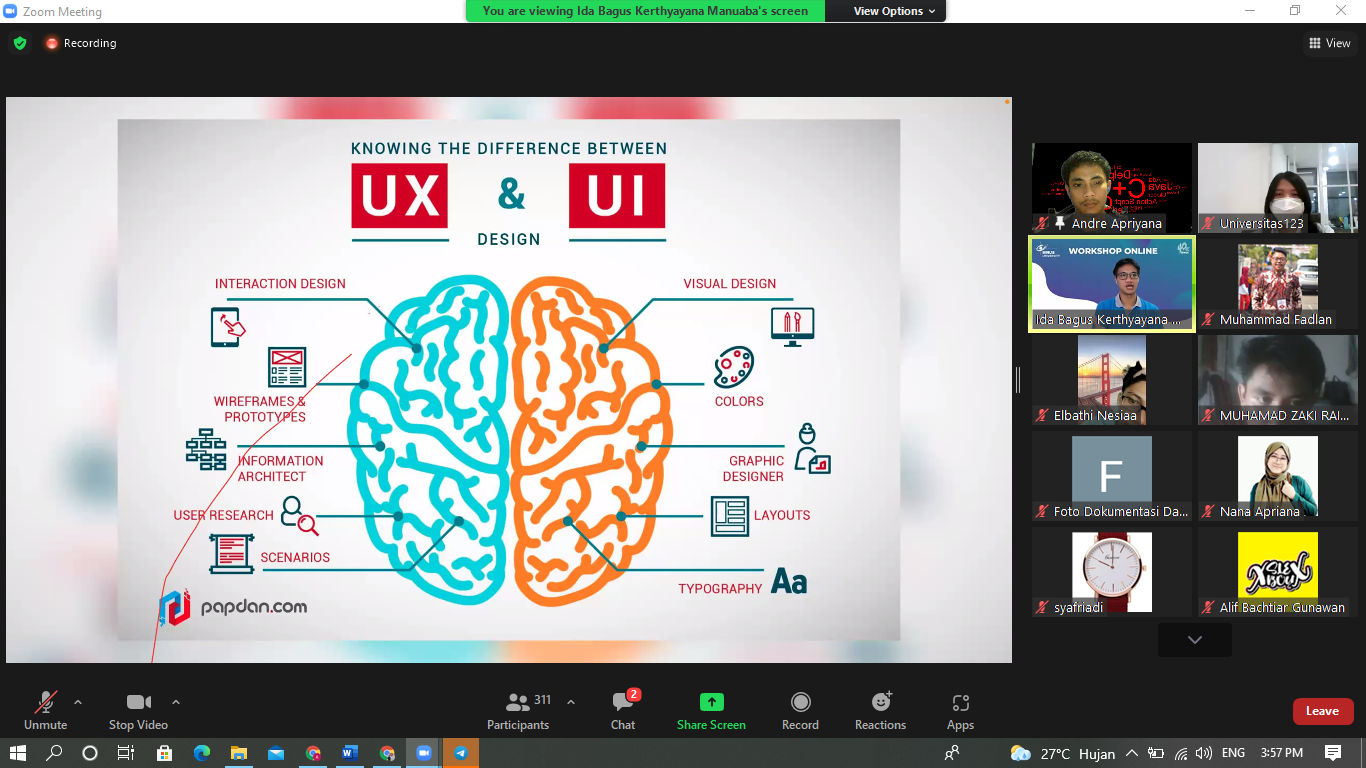 Zoom Meeting
You are viewing Ida Bagus Kerthyayana Manuaba's screen
View Options
Recording
View
KNOWING THE DIFFERENCE BETWEEN
UX & UI
DESIGN
INTERACTION DESIGN
WIREFRAMES &
PROTOTYPES
INFORMATION
ARCHITECT
USER RESEARCH
SCENARIOS
papdan.com
VISUAL DESIGN
COLORS
GRAPHIC
DESIGNER
LAYOUTS
TYPOGRAPHY Aa
Andre Apriyana
Universitas123
WORKSHOP ONLINE
Ida Bagus Kerthyayana ...
Muhammad Fadlan
Elbathi Nesiaa
MUHAMAD ZAKI RAI...
F
Foto Dokumentasi Da...
Nana Apriana
syafriadi
Alif Bachtiar Gunawan
Unmute
Stop Video
Participants
311
Chat
2
Share Screen
Record
Reactions
Apps
Leave
27°C Hujan
ENG
3:57 PM